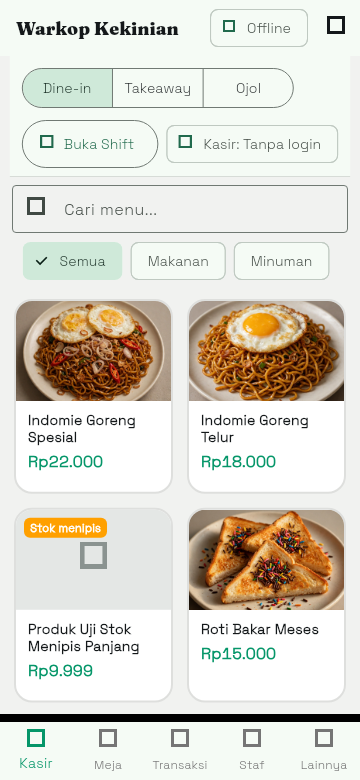 Warkop Kekinian
Offline
Dine-in
Takeaway
Ojol
Buka Shift
Kasir: Tanpa login
Cari menu...
Semua
Makanan
Minuman
Indomie Goreng
Spesial
Rp22.000
Indomie Goreng
Telur
Rp18.000
Stok menipis
Produk Uji Stok
Menipis Panjang
Rp9.999
Roti Bakar Meses
Rp15.000
Kasir
Meja
Transaksi
Staf
Lainnya